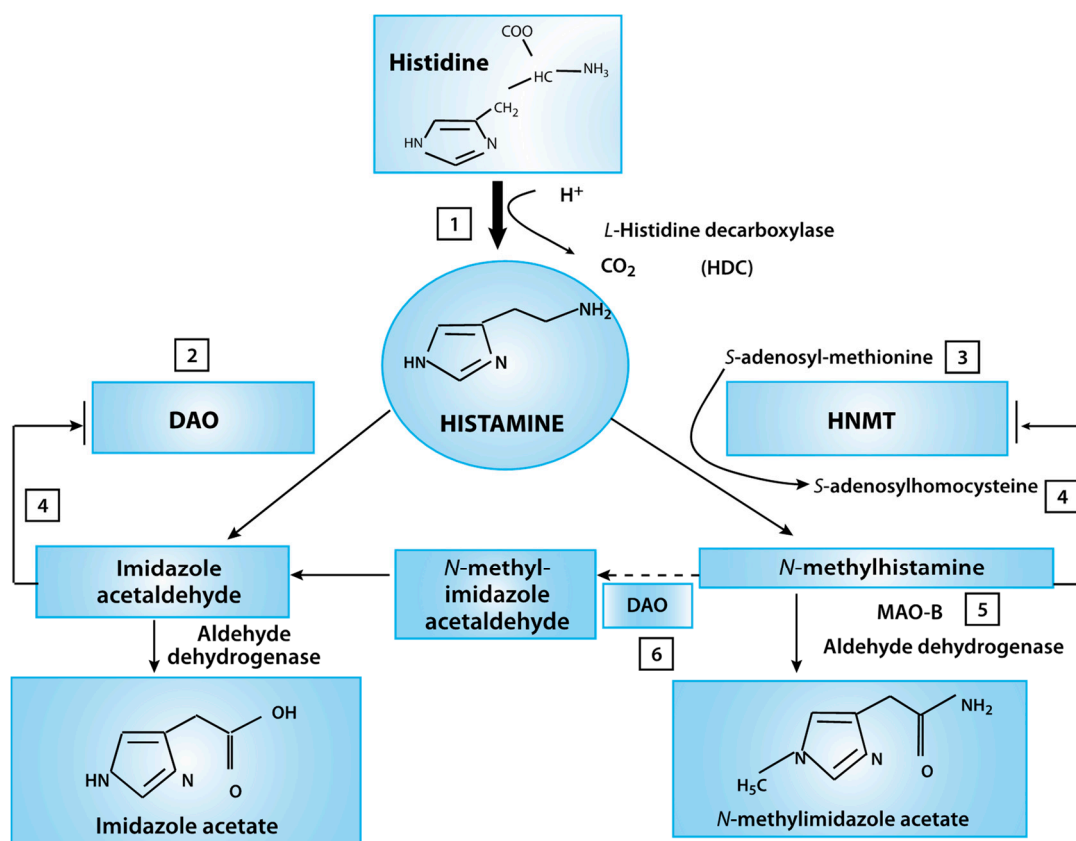 Histidine
COO
HC
NH3
CH2
HN
N
1
H+
L-Histidine decarboxylase
CO2 (HDC)
NH2
HN
N
HISTAMINE
2
DAO
S-adenosyl-methionine
3
HNMT
S-adenosylhomocysteine
4
4
Imidazole
acetaldehyde
N-methyl-
imidazole
acetaldehyde
DAO
6
N-methylhistamine
MAO-B
5
Aldehyde dehydrogenase
Aldehyde
dehydrogenase
OH
HN
N
O
Imidazole acetate
NH2
N
N
O
H5C
N-methylimidazole acetate